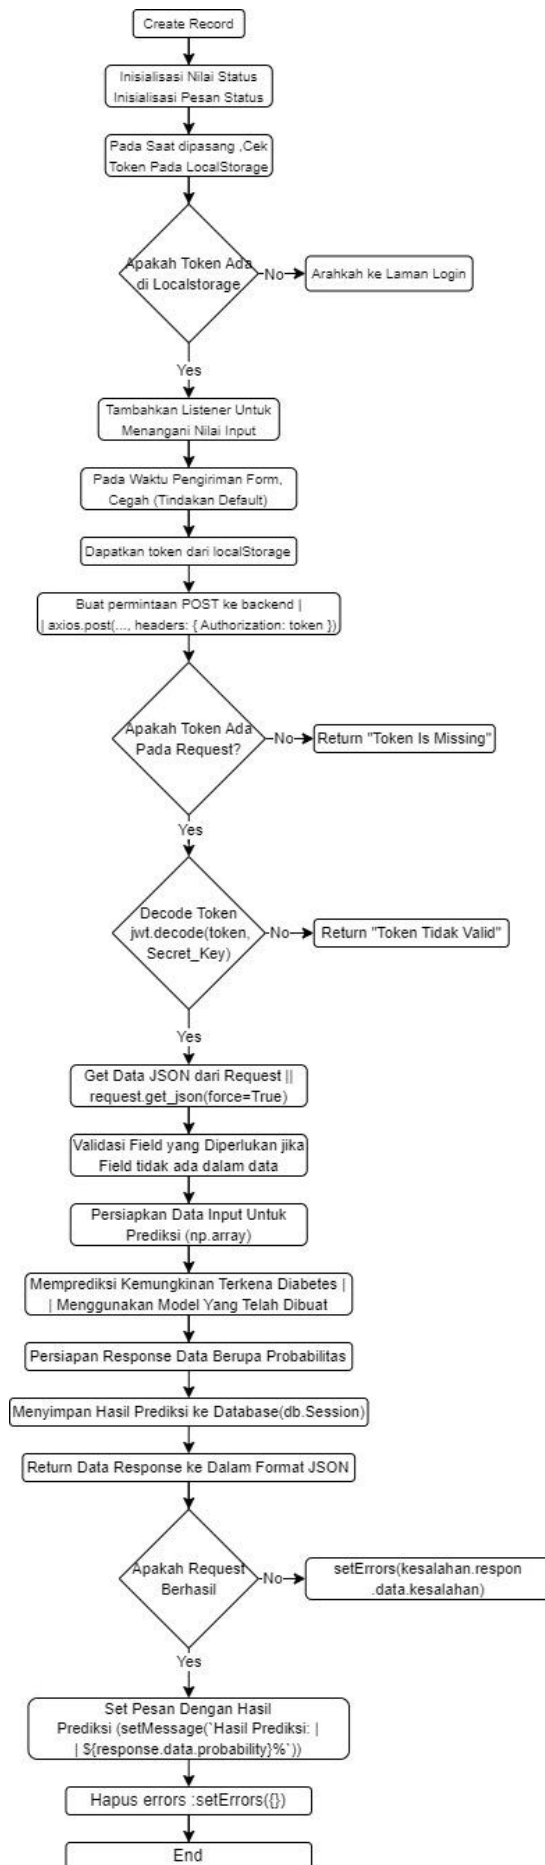 Create Record
Inisialisasi Nilai Status
Inisialisasi Pesan Status
Pada Saat dipasang ,Cek
Token Pada LocalStorage
Apakah Token Ada
di Localstorage
No
Arahkah ke Laman Login
Yes
Tambahkan Listener Untuk
Menangani Nilai Input
Pada Waktu Pengiriman Form,
Cegah (Tindakan Default)
Dapatkan token dari localStorage
Buat permintaan POST ke backend |
| axios.post(..., headers: { Authorization: token })
Apakah Token Ada
Pada Request?
No
Return "Token Is Missing"
Yes
Decode Token
jwt.decode(token,
Secret_Key)
No
Return "Token Tidak Valid"
Yes
Get Data JSON dari Request ||
request.get_json(force=True)
Validasi Field yang Diperlukan jika
Field tidak ada dalam data
Persiapkan Data Input Untuk
Prediksi (np.array)
Memprediksi Kemungkinan Terkena Diabetes |
| Menggunakan Model Yang Telah Dibuat
Persiapan Response Data Berupa Probabilitas
Menyimpan Hasil Prediksi ke Database(db.Session)
Return Data Response ke Dalam Format JSON
Apakah Request
Berhasil
No
setErrors(kesalahan.respon
.data.kesalahan)
Yes
Set Pesan Dengan Hasil
Prediksi (setMessage(`Hasil Prediksi: |
| ${response.data.probability}%`))
Hapus errors :setErrors({})
End